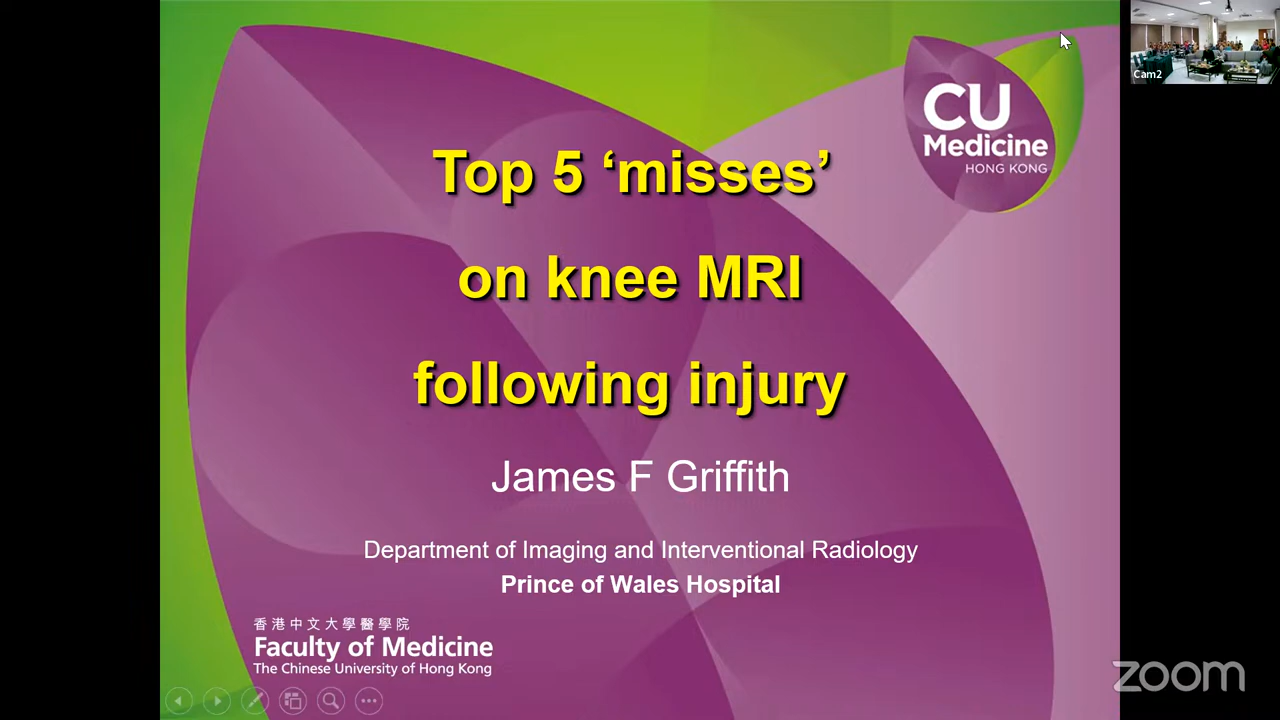 Top 5 ‘misses’
on knee MRI
following injury
James F Griffith
Department of Imaging and Interventional Radiology
Prince of Wales Hospital
香港中文大學醫學院
Faculty of Medicine
The Chinese University of Hong Kong
CU
Medicine
HONG KONG
Cam2
zoom